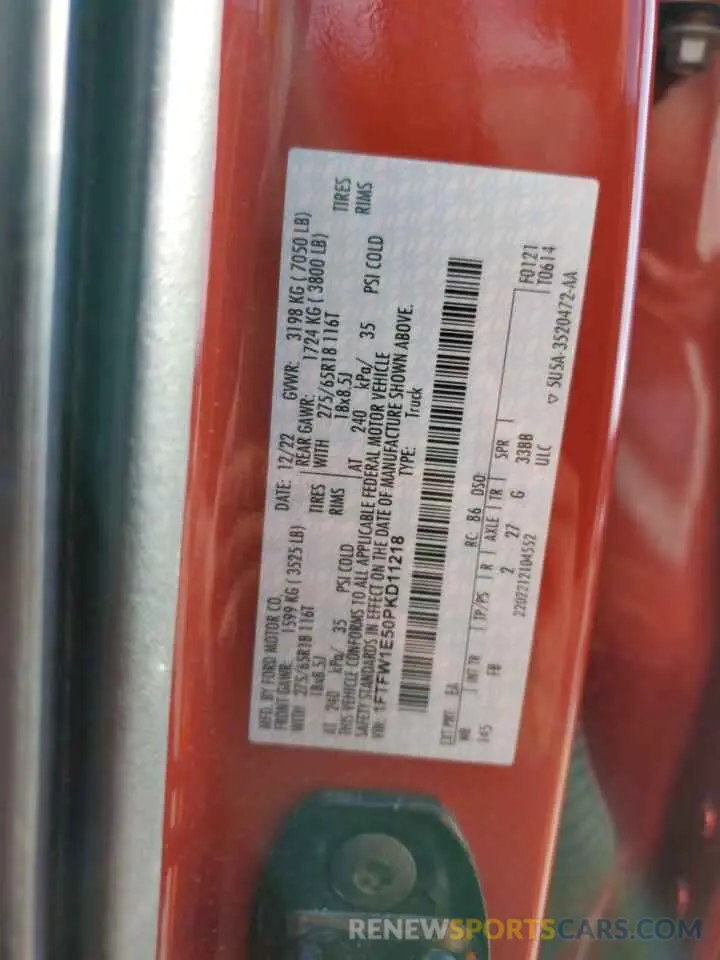 MFD. BY FORD MOTOR CO. DATE: 12/22 GVWR: 3198 KG ( 7050 LB)
FRONT GAWR: 1599 KG ( 3525 LB) REAR GAWR: 1724 KG ( 3800 LB)
WITH 275/65R18 116T TIRES WITH 275/65R18 116T TIRES
18x8.5J RIMS 18x8.5J RIMS
AT 240 kPa/ 35 PSI COLD AT 240 kPa/ 35 PSI COLD
THIS VEHICLE CONFORMS TO ALL APPLICABLE FEDERAL MOTOR VEHICLE
SAFETY STANDARDS IN EFFECT ON THE DATE OF MANUFACTURE SHOWN ABOVE.
VIN: 1FTFW1E50PKD11218 TYPE: Truck
EXT PNT: EA RC: 86 DSO: F0121
WB INT TR TP/PS R AXLE TR SPR T0614
145 FB 2 27 G 33BB
2202212104552 ULC
▽ 5U5A-3520472-AA
RENEWSPORTSCARS.COM